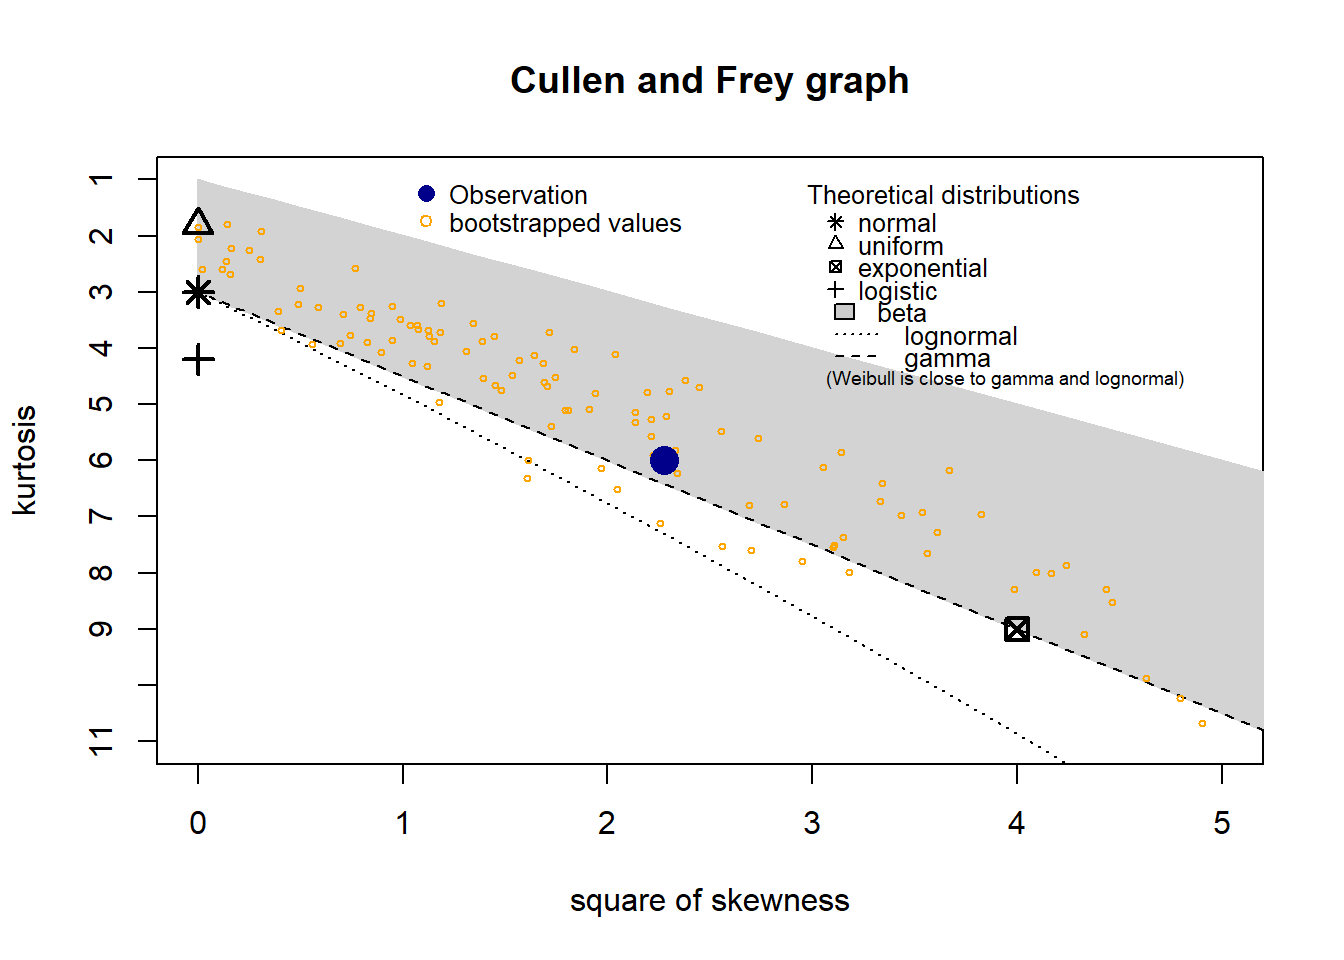 Cullen and Frey graph
Observation
bootstrapped values
Theoretical distributions
normal
uniform
exponential
logistic
beta
lognormal
gamma
(Weibull is close to gamma and lognormal)
kurtosis
1
2
3
4
5
6
7
8
9
11
0 1 2 3 4 5
square of skewness